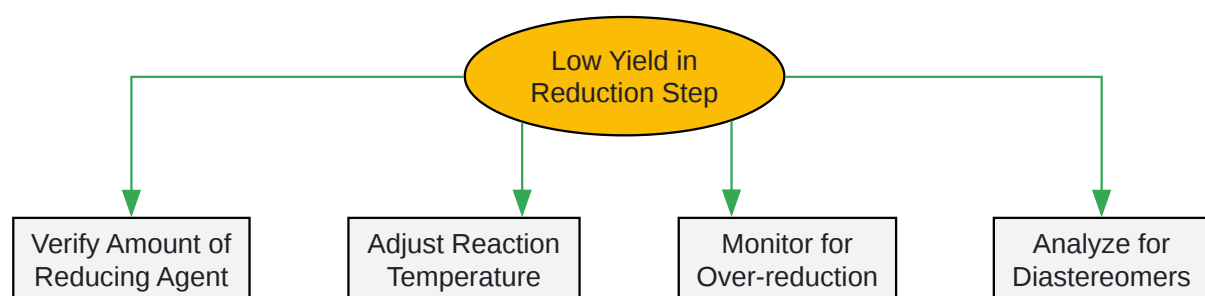 Low Yield in
Reduction Step
Verify Amount of
Reducing Agent
Adjust Reaction
Temperature
Monitor for
Over-reduction
Analyze for
Diastereomers